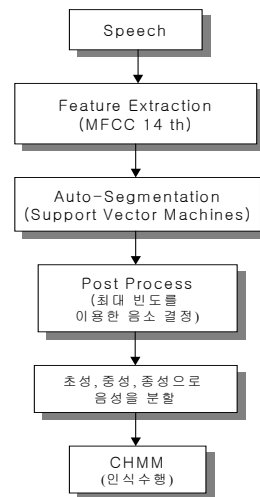 Speech
Feature Extraction
(MFCC 14 th)
Auto-Segmentation
(Support Vector Machines)
Post Process
(최대 빈도를
이용한 음소 결정)
초성, 중성, 종성으로
음성을 분할
CHMM
(인식수행)